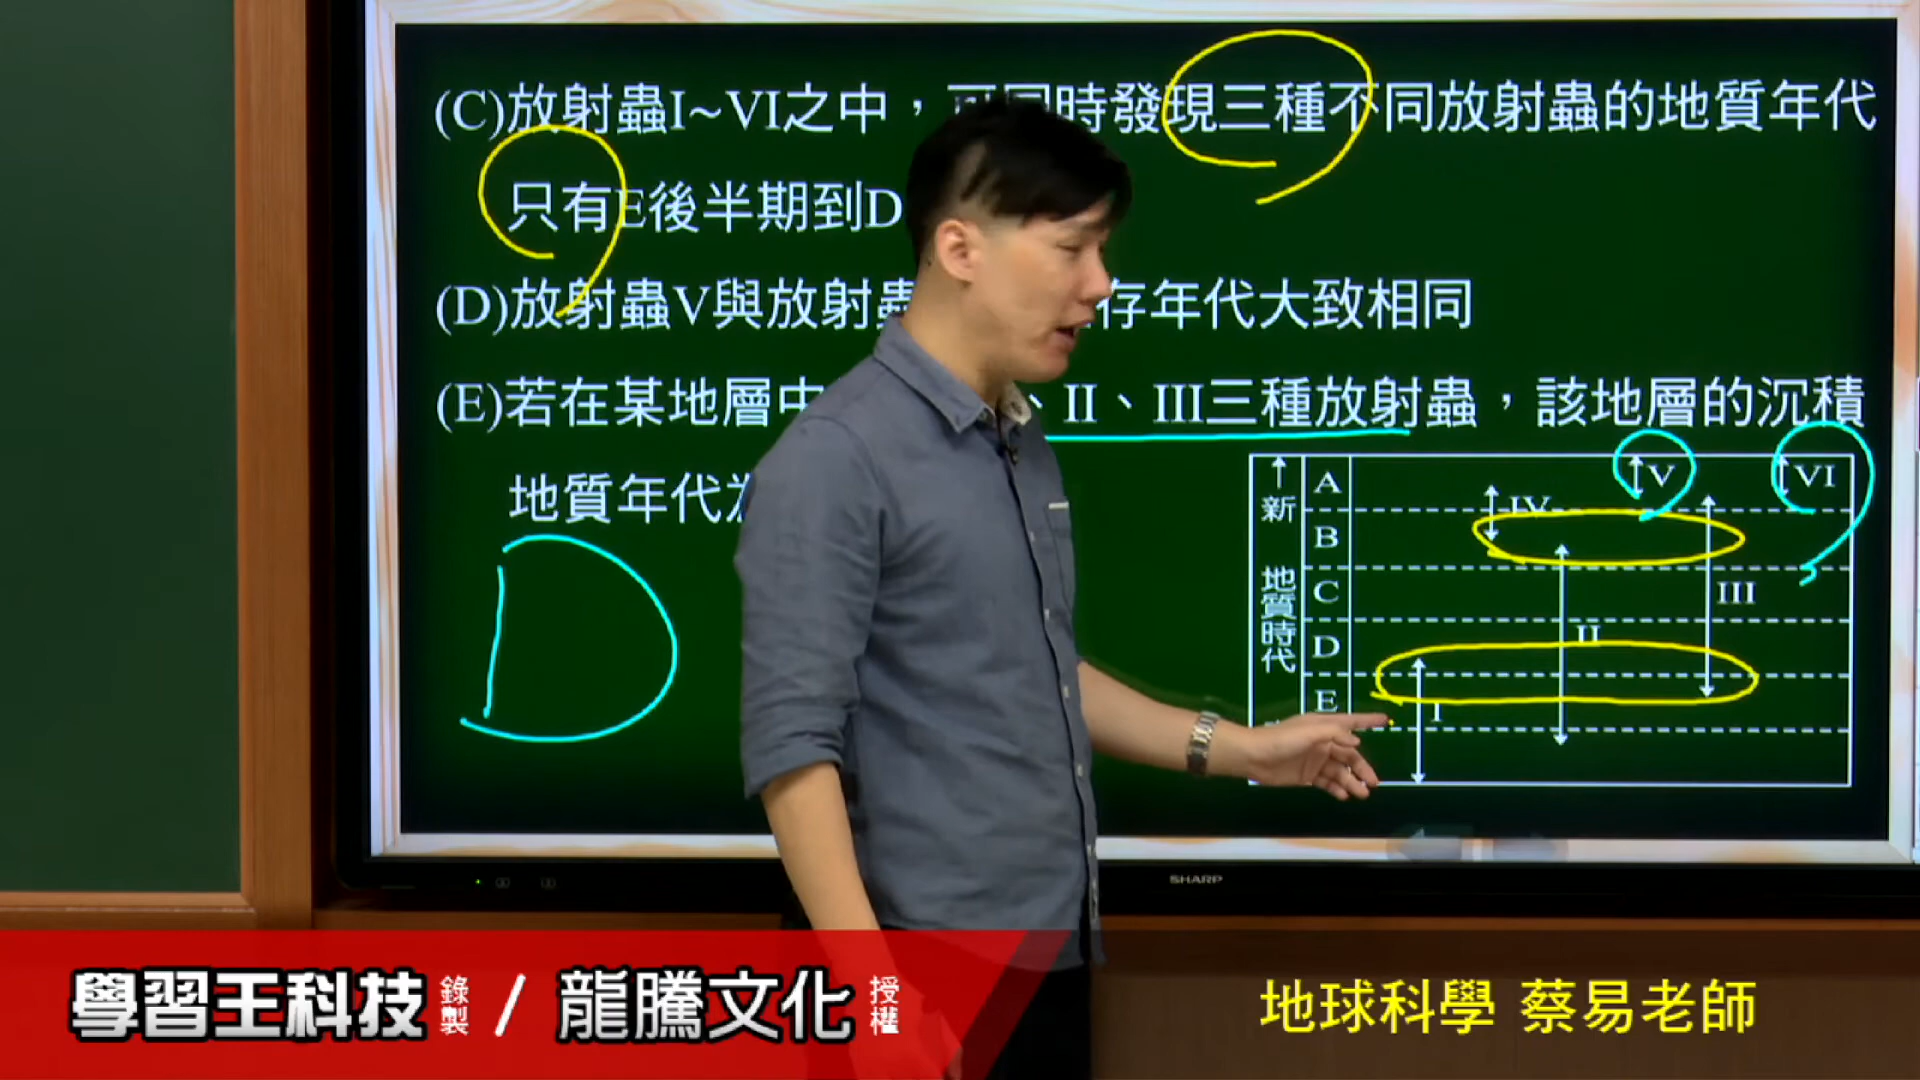 (C)放射蟲I~VI之中，可同時發現三種不同放射蟲的地質年代
只有E後半期到D
(D)放射蟲V與放射蟲 存年代大致相同
(E)若在某地層中 、II、III三種放射蟲，該地層的沉積
地質年代為
D
新
地質時代
A
B
C
D
E
I
II
III
IV
V
VI
SHARP
學習王科技 錄製 / 龍騰文化 授權
地球科學 蔡易老師